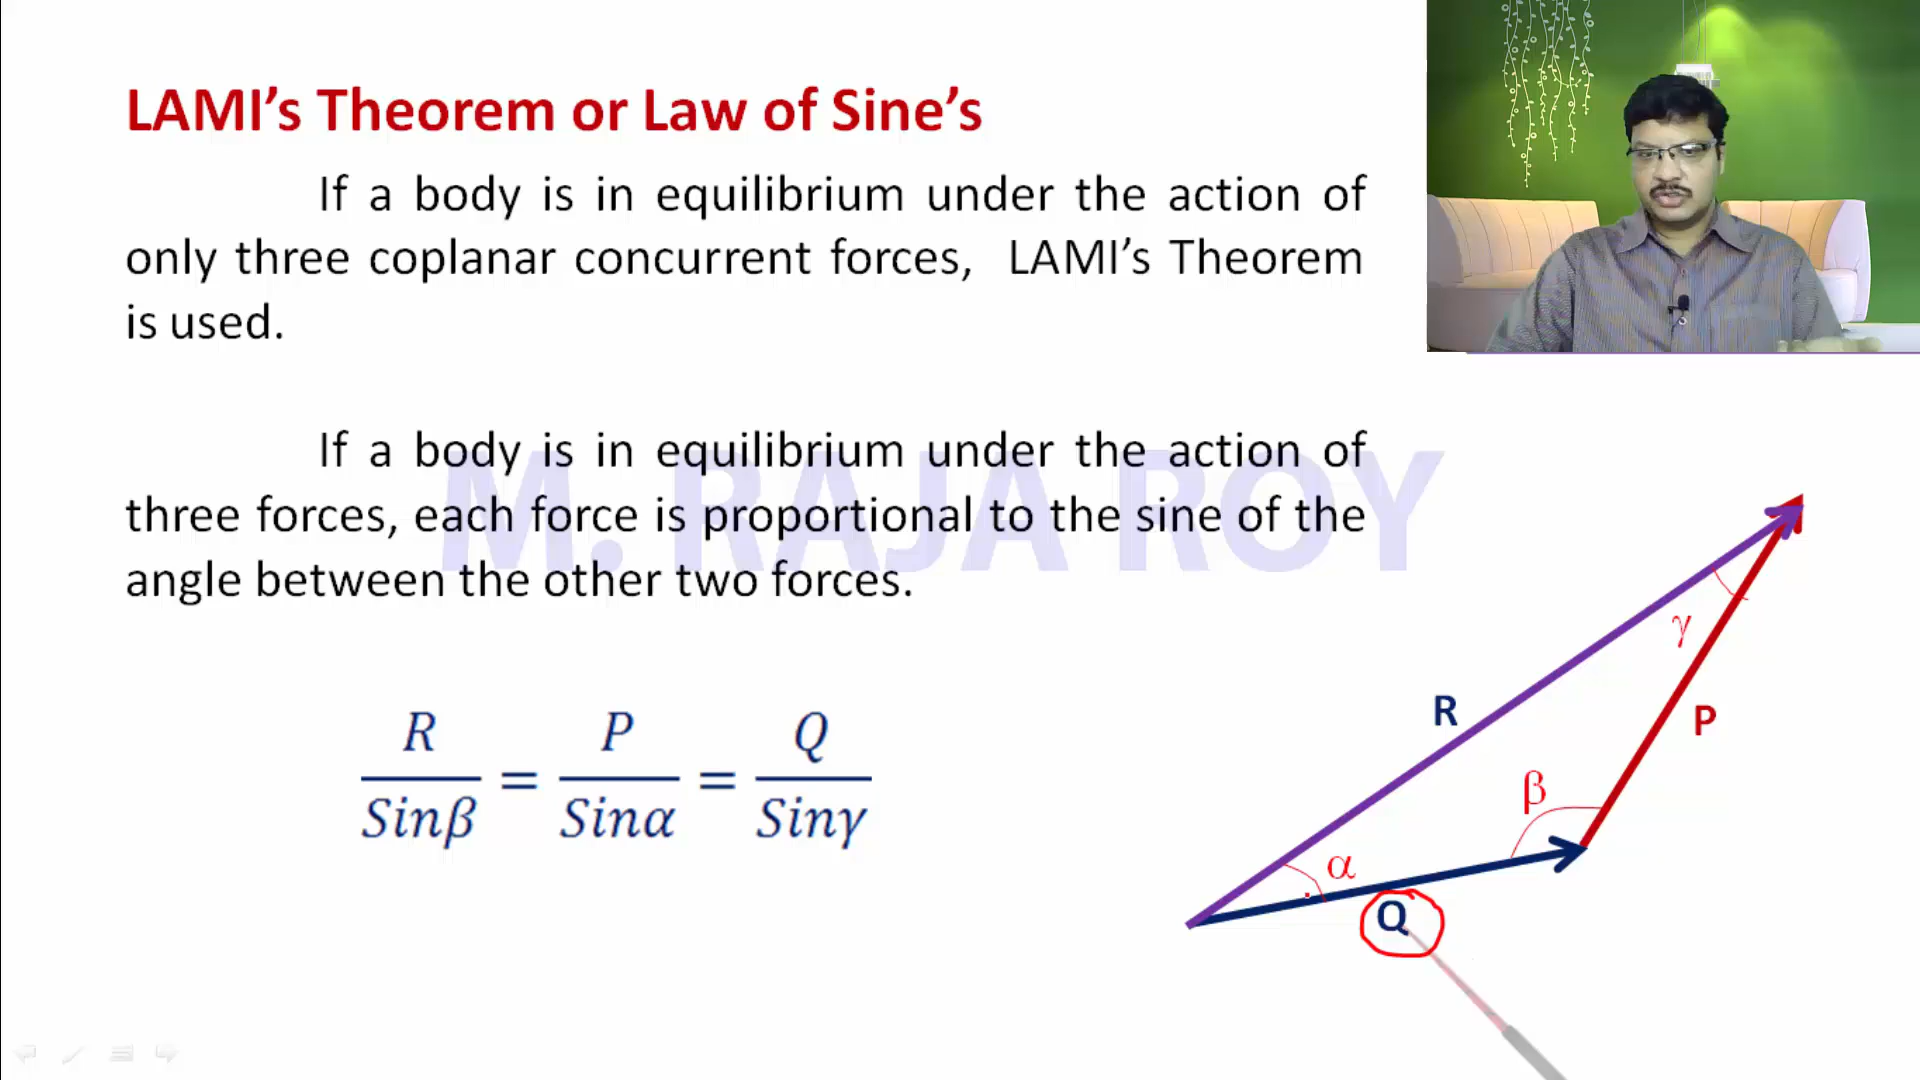 LAMI’s Theorem or Law of Sine’s
If a body is in equilibrium under the action of
only three coplanar concurrent forces, LAMI’s Theorem
is used.
If a body is in equilibrium under the action of
three forces, each force is proportional to the sine of the
angle between the other two forces.
M. RAJA ROY
R/Sinβ = P/Sinα = Q/Sinγ
γ
R
P
β
α
Q